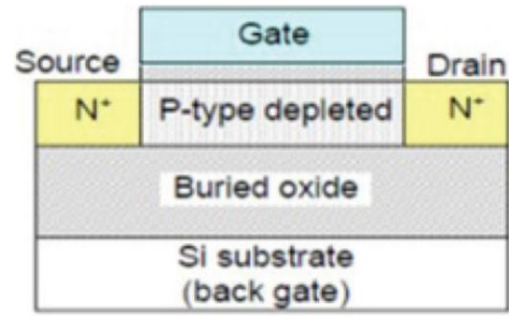 Gate
Source
Drain
N⁺
P-type depleted
N⁺
Buried oxide
Si substrate
(back gate)